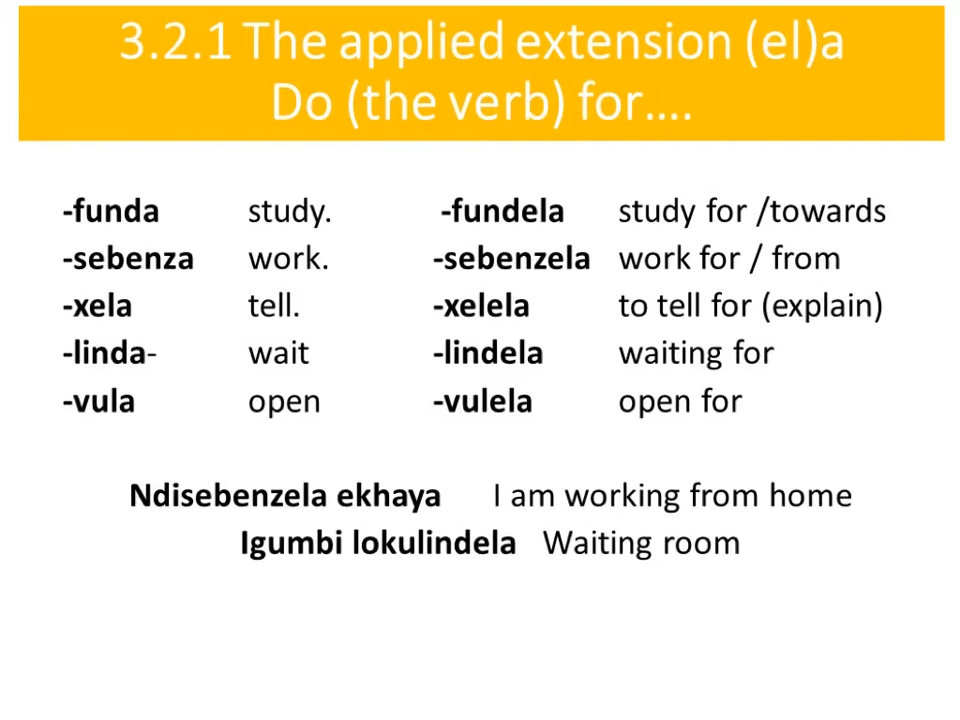 3.2.1 The applied extension (el)a
Do (the verb) for....
-funda study. -fundela study for /towards
-sebenza work. -sebenzela work for / from
-xela tell. -xelela to tell for (explain)
-linda- wait -lindela waiting for
-vula open -vulela open for
Ndisebenzela ekhaya I am working from home
Igumbi lokulindela Waiting room